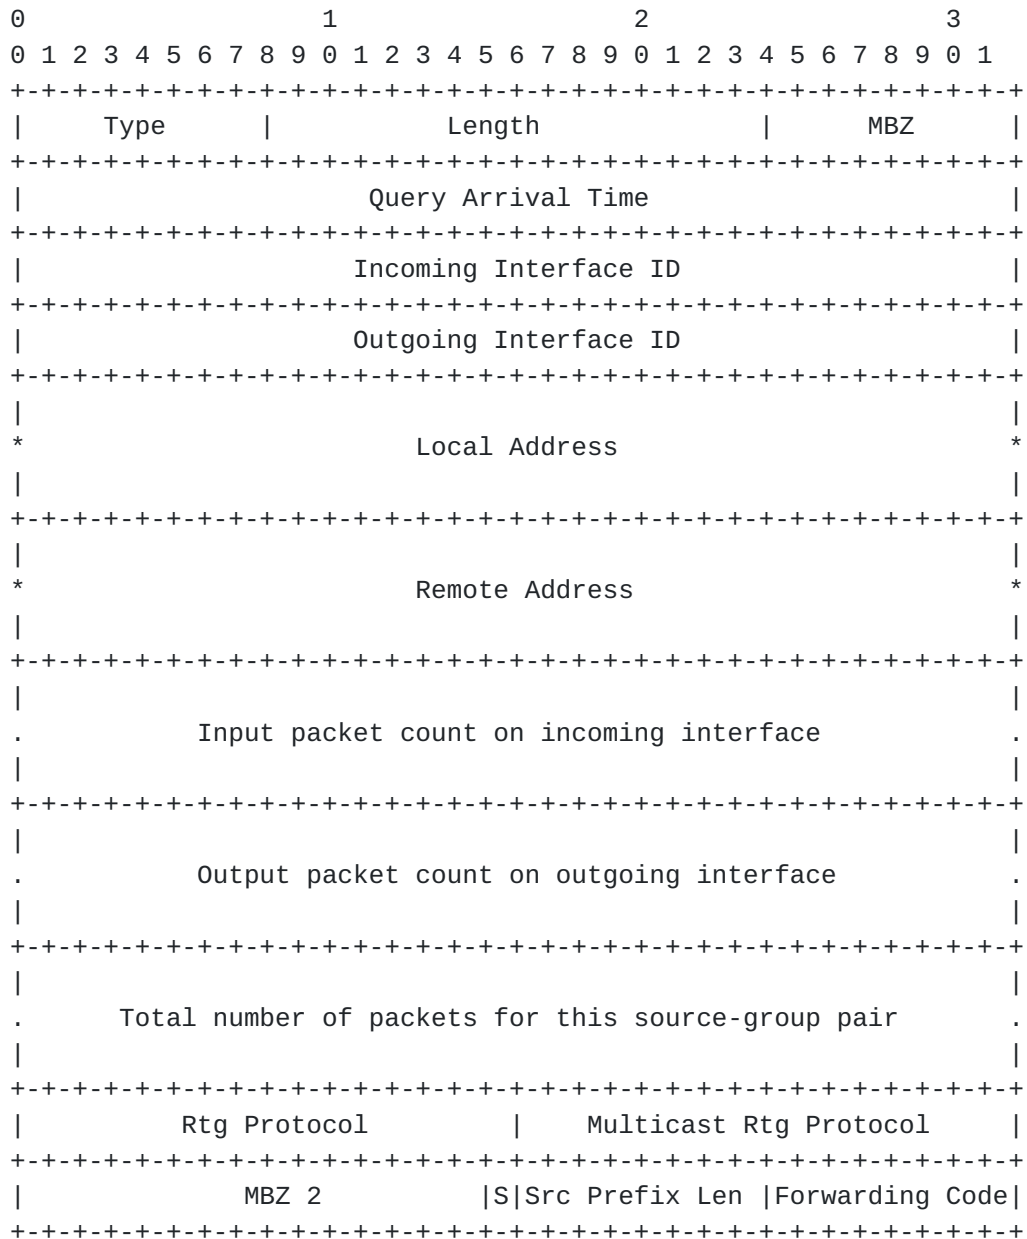 0                   1                   2                   3
0 1 2 3 4 5 6 7 8 9 0 1 2 3 4 5 6 7 8 9 0 1 2 3 4 5 6 7 8 9 0 1
+-+-+-+-+-+-+-+-+-+-+-+-+-+-+-+-+-+-+-+-+-+-+-+-+-+-+-+-+-+-+-+-+
|     Type      |           Length              |      MBZ      |
+-+-+-+-+-+-+-+-+-+-+-+-+-+-+-+-+-+-+-+-+-+-+-+-+-+-+-+-+-+-+-+-+
|                      Query Arrival Time                       |
+-+-+-+-+-+-+-+-+-+-+-+-+-+-+-+-+-+-+-+-+-+-+-+-+-+-+-+-+-+-+-+-+
|                     Incoming Interface ID                     |
+-+-+-+-+-+-+-+-+-+-+-+-+-+-+-+-+-+-+-+-+-+-+-+-+-+-+-+-+-+-+-+-+
|                     Outgoing Interface ID                     |
+-+-+-+-+-+-+-+-+-+-+-+-+-+-+-+-+-+-+-+-+-+-+-+-+-+-+-+-+-+-+-+-+
|                                                               |
*                         Local Address                         *
|                                                               |
+-+-+-+-+-+-+-+-+-+-+-+-+-+-+-+-+-+-+-+-+-+-+-+-+-+-+-+-+-+-+-+-+
|                                                               |
*                         Remote Address                        *
|                                                               |
+-+-+-+-+-+-+-+-+-+-+-+-+-+-+-+-+-+-+-+-+-+-+-+-+-+-+-+-+-+-+-+-+
|                                                               |
.           Input packet count on incoming interface            .
|                                                               |
+-+-+-+-+-+-+-+-+-+-+-+-+-+-+-+-+-+-+-+-+-+-+-+-+-+-+-+-+-+-+-+-+
|                                                               |
.           Output packet count on outgoing interface           .
|                                                               |
+-+-+-+-+-+-+-+-+-+-+-+-+-+-+-+-+-+-+-+-+-+-+-+-+-+-+-+-+-+-+-+-+
|                                                               |
.      Total number of packets for this source-group pair       .
|                                                               |
+-+-+-+-+-+-+-+-+-+-+-+-+-+-+-+-+-+-+-+-+-+-+-+-+-+-+-+-+-+-+-+-+
|          Rtg Protocol         |    Multicast Rtg Protocol     |
+-+-+-+-+-+-+-+-+-+-+-+-+-+-+-+-+-+-+-+-+-+-+-+-+-+-+-+-+-+-+-+-+
|              MBZ 2          |S|Src Prefix Len |Forwarding Code|
+-+-+-+-+-+-+-+-+-+-+-+-+-+-+-+-+-+-+-+-+-+-+-+-+-+-+-+-+-+-+-+-+